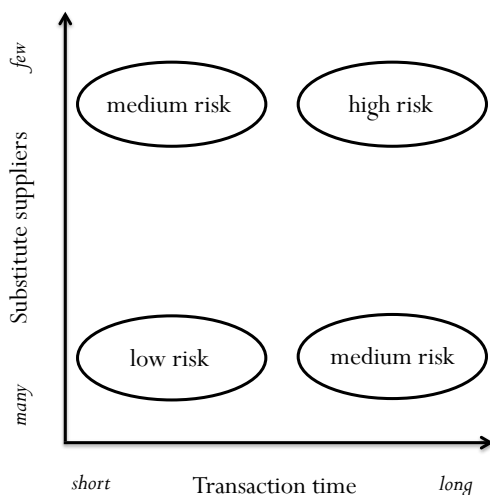 few
medium risk
high risk
Substitute suppliers
low risk
medium risk
many
short
Transaction time
long